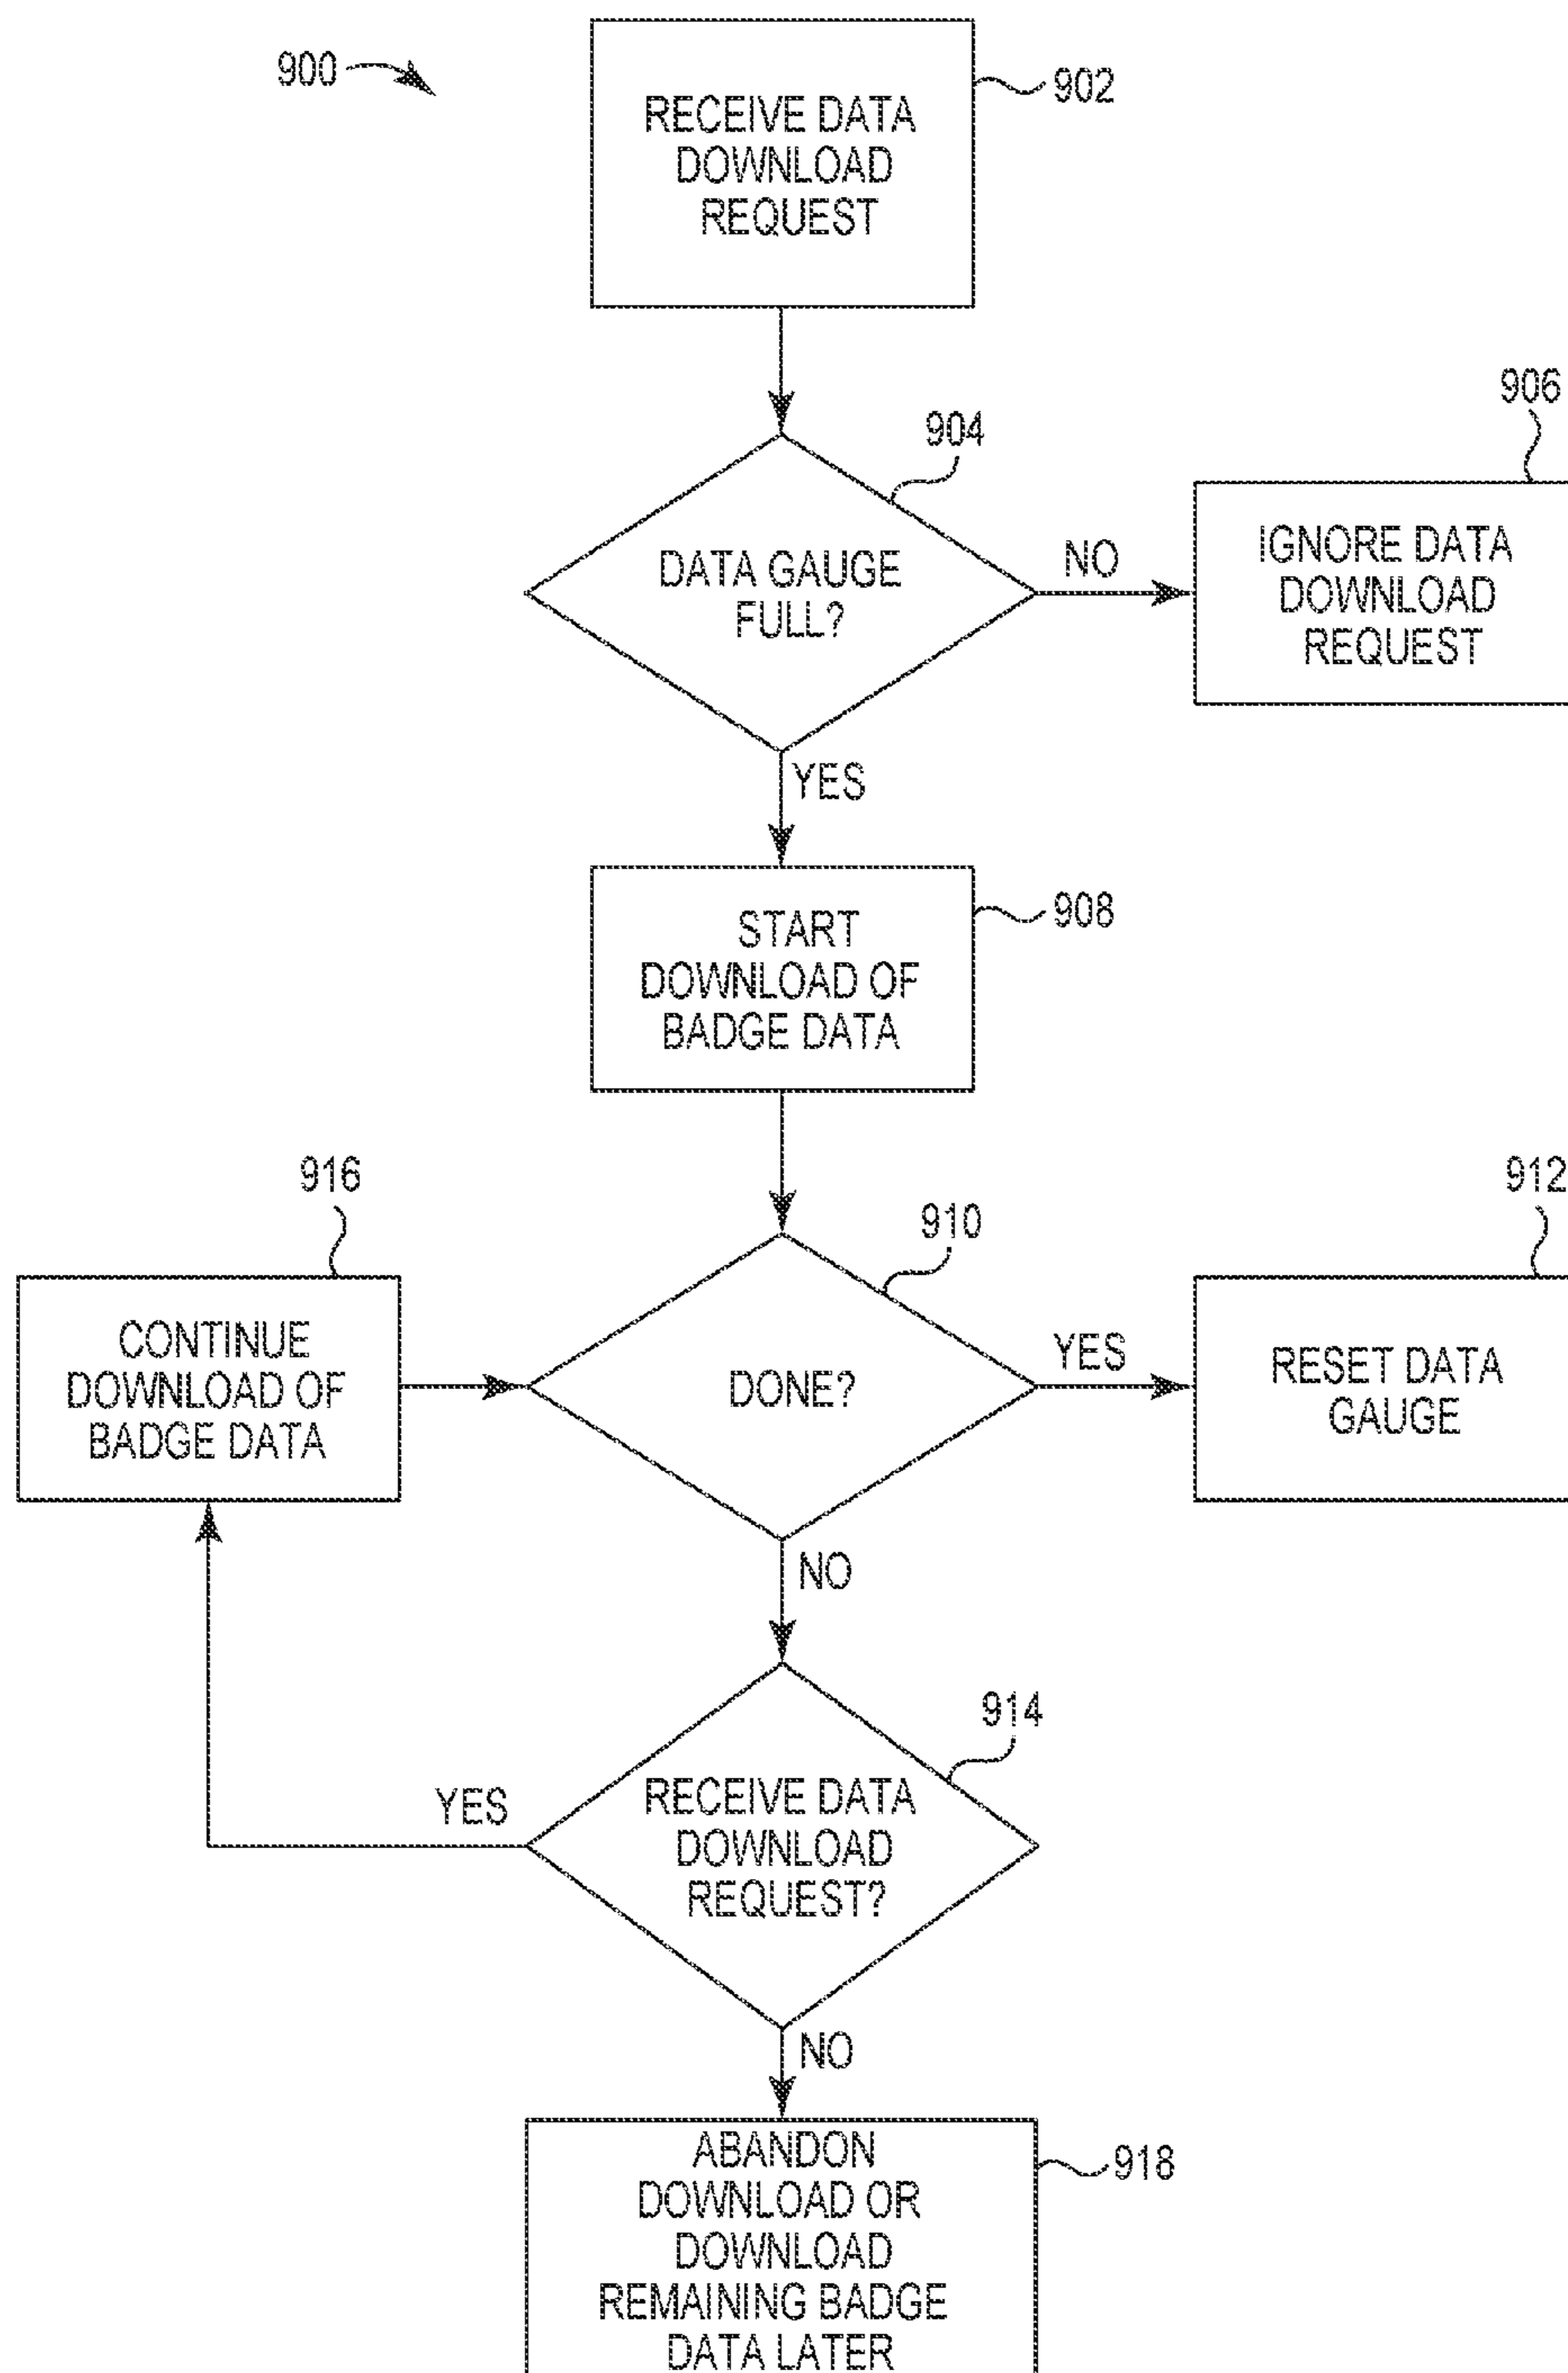 900
902
RECEIVE DATA
DOWNLOAD
REQUEST
904
DATA GAUGE
FULL?
NO
906
IGNORE DATA
DOWNLOAD
REQUEST
YES
908
START
DOWNLOAD OF
BADGE DATA
916
CONTINUE
DOWNLOAD OF
BADGE DATA
910
DONE?
YES
912
RESET DATA
GAUGE
NO
914
RECEIVE DATA
DOWNLOAD
REQUEST?
YES
NO
918
ABANDON
DOWNLOAD OR
DOWNLOAD
REMAINING BADGE
DATA LATER